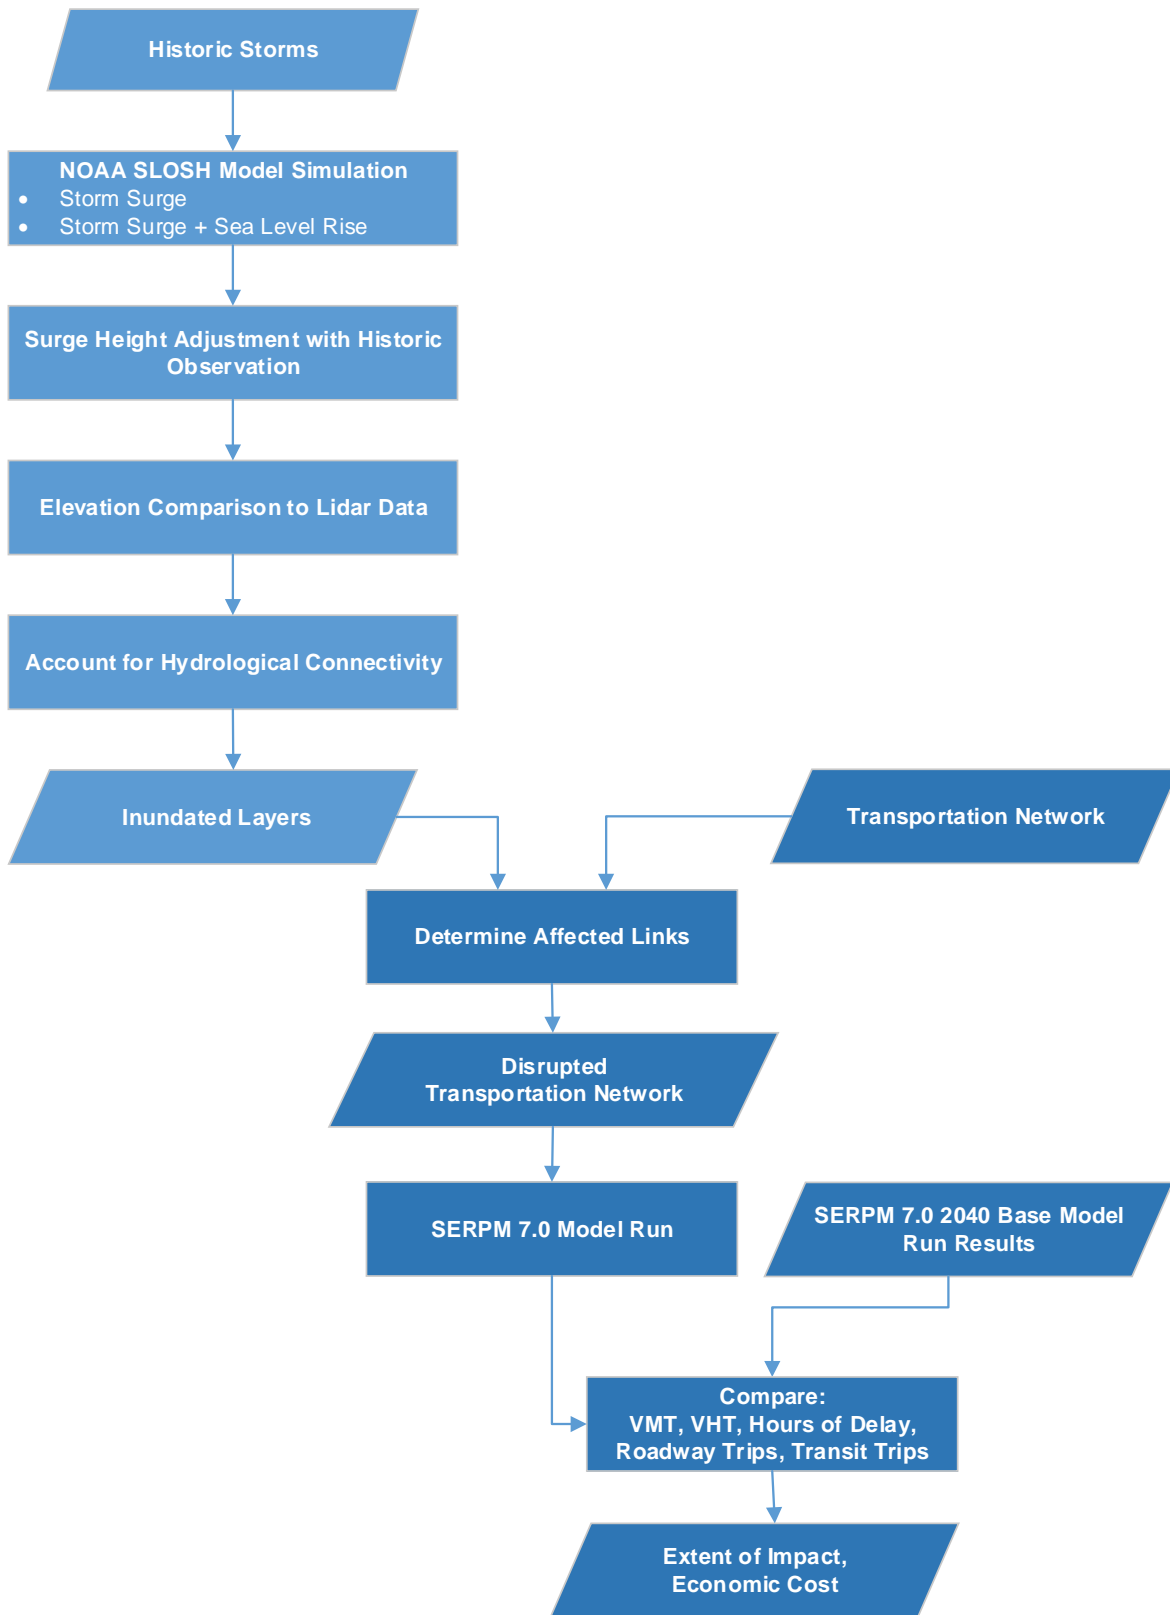 Historic Storms
NOAA SLOSH Model Simulation
• Storm Surge
• Storm Surge + Sea Level Rise
Surge Height Adjustment with Historic
Observation
Elevation Comparison to Lidar Data
Account for Hydrological Connectivity
Inundated Layers
Transportation Network
Determine Affected Links
Disrupted
Transportation Network
SERPM 7.0 Model Run
SERPM 7.0 2040 Base Model
Run Results
Compare:
VMT, VHT, Hours of Delay,
Roadway Trips, Transit Trips
Extent of Impact,
Economic Cost